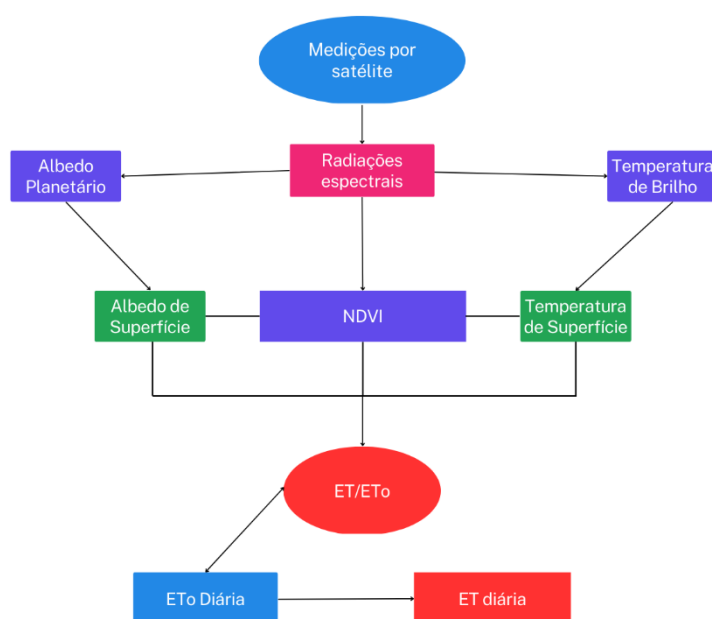 Medições por
satélite
Radiações
espectrais
Albedo
Planetário
Temperatura
de Brilho
Albedo de
Superfície
NDVI
Temperatura
de Superfície
ET/ETo
ETo Diária
ET diária